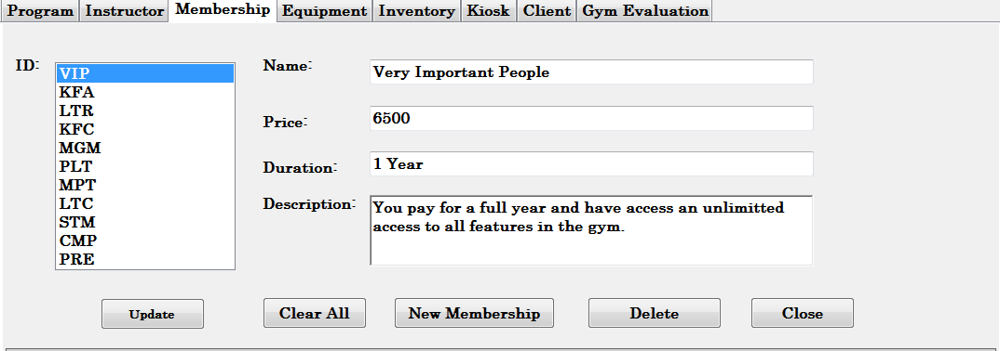 Program Instructor Membership Equipment Inventory Kiosk Client Gym Evaluation
ID:
VIP
KFA
LTR
KFC
MGM
PLT
MPT
LTC
STM
CMP
PRE
Name:
Very Important People
Price:
6500
Duration:
1 Year
Description:
You pay for a full year and have access an unlimitted
access to all features in the gym.
Update Clear All New Membership Delete Close